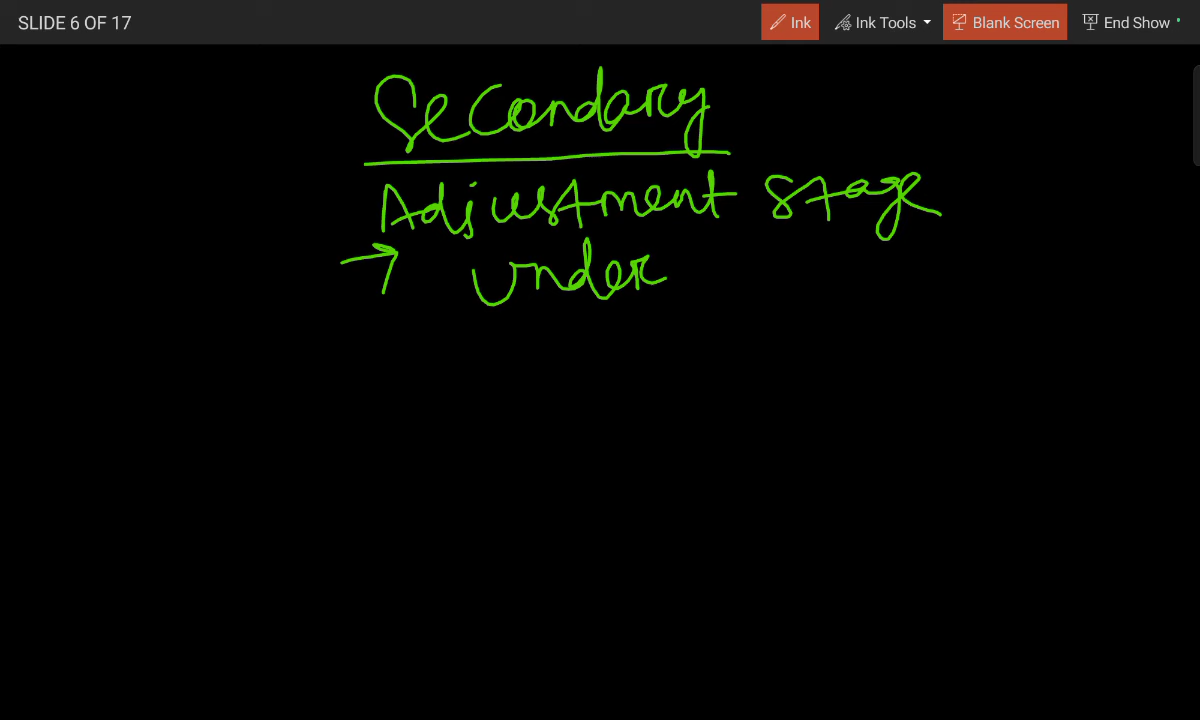 SLIDE 6 OF 17 Ink Ink Tools Blank Screen End Show
Secondary
Adjustment stage
→ under